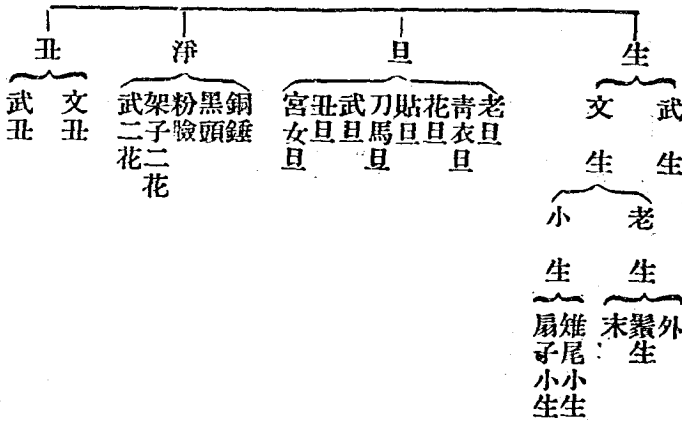 生
武生
文生
老生
外
鬚生
末
小生
雉尾小生
扇子小生
旦
老旦
靑衣旦
花旦
貼旦
刀馬旦
武旦
丑旦
宮女旦
淨
銅錘
黑頭
粉臉
架子二花
武二花
丑
文丑
武丑